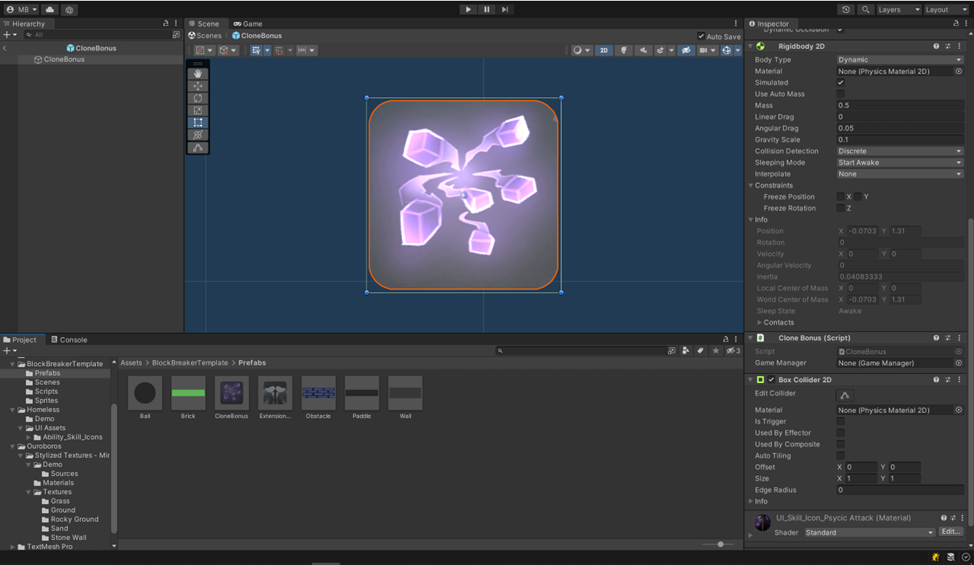 MB
Layers
Layout
Hierarchy
Scene
Game
Inspector
All
Scenes
CloneBonus
Auto Save
CloneBonus
CloneBonus
2D
Dynamic Occlusion
Rigidbody 2D
Body Type Dynamic
Material None (Physics Material 2D)
Simulated
Use Auto Mass
Mass 0.5
Linear Drag 0
Angular Drag 0.05
Gravity Scale 0.1
Collision Detection Discrete
Sleeping Mode Start Awake
Interpolate None
Constraints
Freeze Position X Y
Freeze Rotation Z
Info
Position X -0.0703 Y 1.31
Rotation 0
Velocity X 0 Y 0
Angular Velocity 0
Inertia 0.04083333
Local Center of Mass X 0 Y 0
World Center of Mass X -0.0703 Y 1.31
Sleep State Awake
Contacts
Clone Bonus (Script)
Script CloneBonus
Game Manager None (Game Manager)
Box Collider 2D
Edit Collider
Material None (Physics Material 2D)
Is Trigger
Used By Effector
Used By Composite
Auto Tiling
Offset X 0 Y 0
Size X 1 Y 1
Edge Radius 0
Info
UI_Skill_Icon_Psycic Attack (Material)
Shader Standard Edit...
Project
Console
3
BlockBreakerTemplate
Prefabs
Scenes
Scripts
Sprites
Homeless
Demo
UI Assets
Ability_Skill_Icons
Ouroboros
Stylized Textures - Mir
Demo
Sources
Materials
Textures
Grass
Ground
Rocky Ground
Sand
Stone Wall
TextMesh Pro
Assets > BlockBreakerTemplate > Prefabs
Ball
Brick
CloneBonus
Extension...
Obstacle
Paddle
Wall